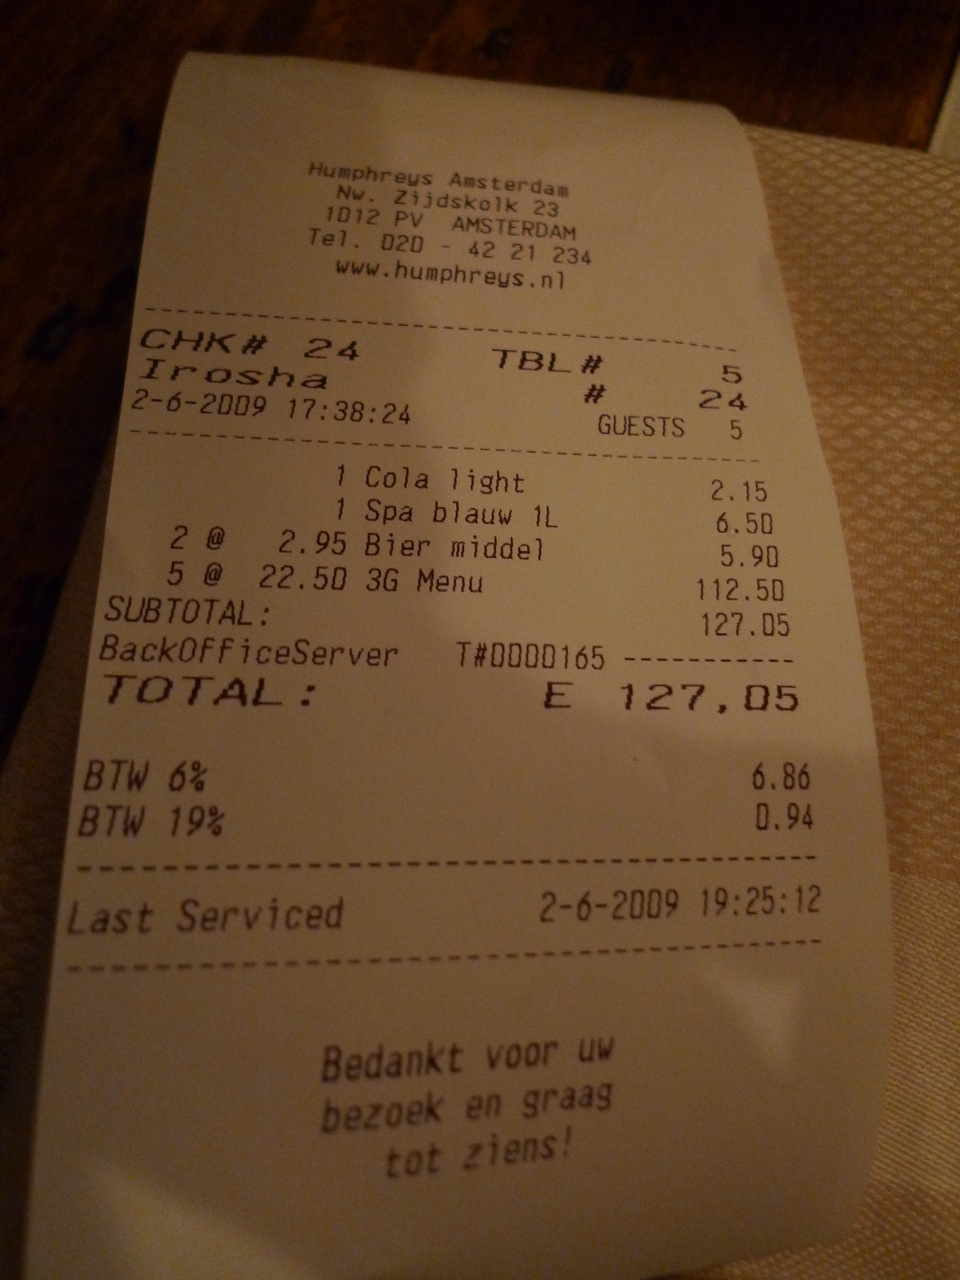 Humphreys Amsterdam
Nw. Zijdskolk 23
1012 PV AMSTERDAM
Tel. 020 - 42 21 234
www.humphreys.nl
CHK# 24 TBL# 5
Irosha # 24
2-6-2009 17:38:24 GUESTS 5
1 Cola light 2.15
1 Spa blauw 1L 6.50
2 @ 2.95 Bier middel 5.90
5 @ 22.50 3G Menu 112.50
SUBTOTAL: 127.05
BackOfficeServer T#0000165 -----------
TOTAL: E 127,05
BTW 6% 6.86
BTW 19% 0.94
Last Serviced 2-6-2009 19:25:12
Bedankt voor uw
bezoek en graag
tot ziens!